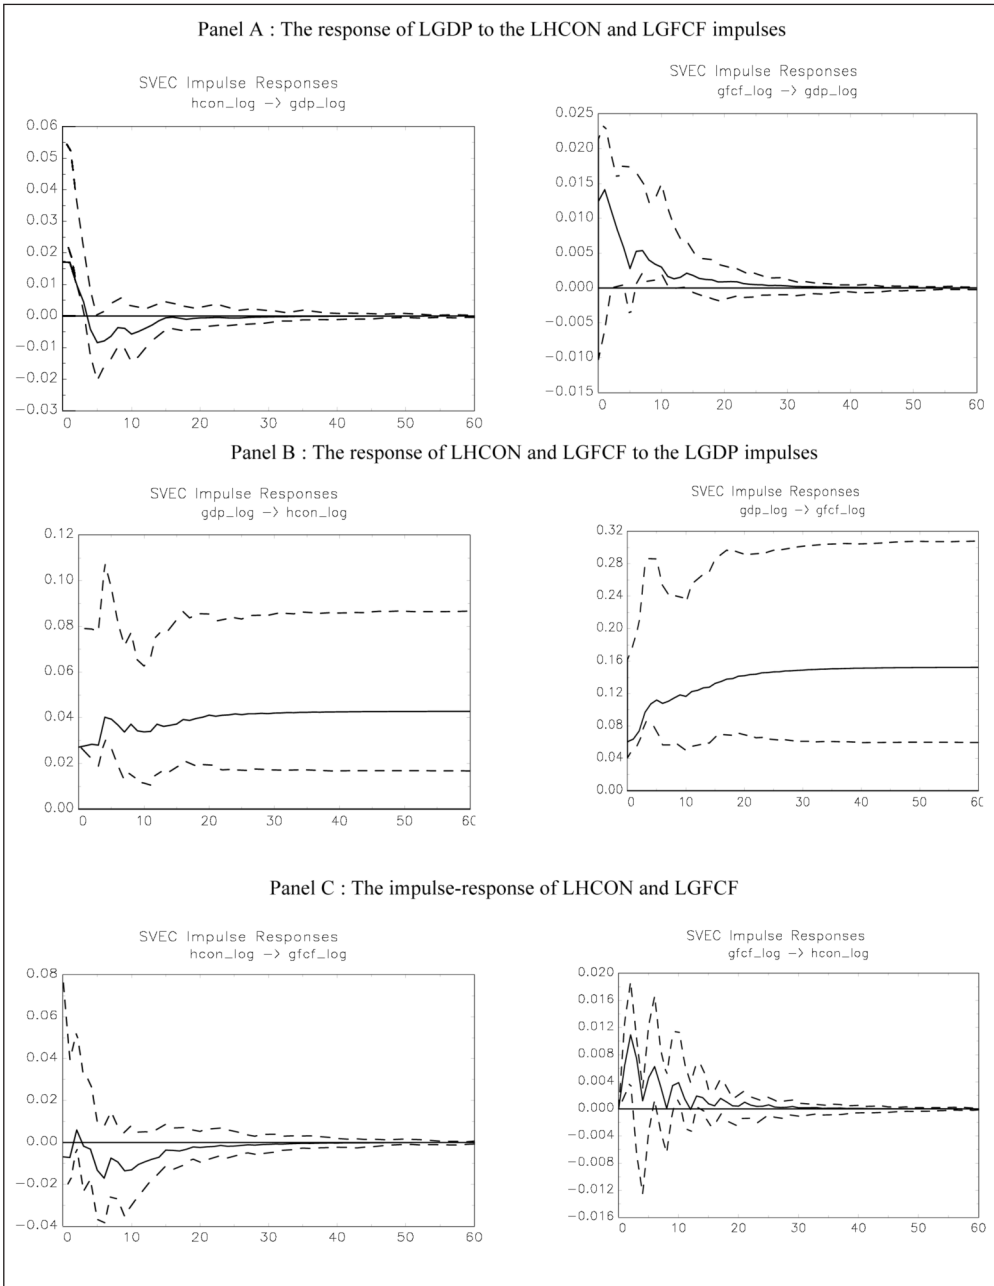 Panel A : The response of LGDP to the LHCON and LGFCF impulses
SVEC Impulse Responses
hcon_log -> gdp_log
0.06
0.05
0.04
0.03
0.02
0.01
0.00
-0.01
-0.02
-0.03
0 10 20 30 40 50 60
SVEC Impulse Responses
gfcf_log -> gdp_log
0.025
0.020
0.015
0.010
0.005
0.000
-0.005
-0.010
-0.015
0 10 20 30 40 50 60
Panel B : The response of LHCON and LGFCF to the LGDP impulses
SVEC Impulse Responses
gdp_log -> hcon_log
0.12
0.10
0.08
0.06
0.04
0.02
0.00
0 10 20 30 40 50 60
SVEC Impulse Responses
gdp_log -> gfcf_log
0.32
0.28
0.24
0.20
0.16
0.12
0.08
0.04
0.00
0 10 20 30 40 50 60
Panel C : The impulse-response of LHCON and LGFCF
SVEC Impulse Responses
hcon_log -> gfcf_log
0.08
0.06
0.04
0.02
0.00
-0.02
-0.04
0 10 20 30 40 50 60
SVEC Impulse Responses
gfcf_log -> hcon_log
0.020
0.016
0.012
0.008
0.004
0.000
-0.004
-0.008
-0.012
-0.016
0 10 20 30 40 50 60